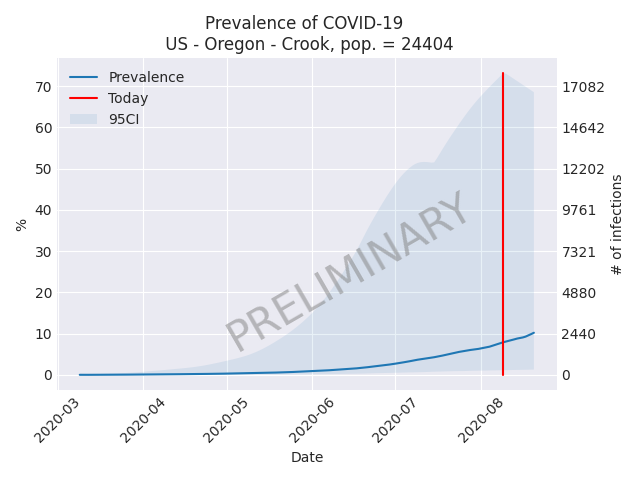 Prevalence of COVID-19
US - Oregon - Crook, pop. = 24404
Prevalence
Today
95CI
PRELIMINARY
%
70
60
50
40
30
20
10
0
17082
14642
12202
9761
7321
4880
2440
0
# of infections
2020-03
2020-04
2020-05
2020-06
2020-07
2020-08
Date